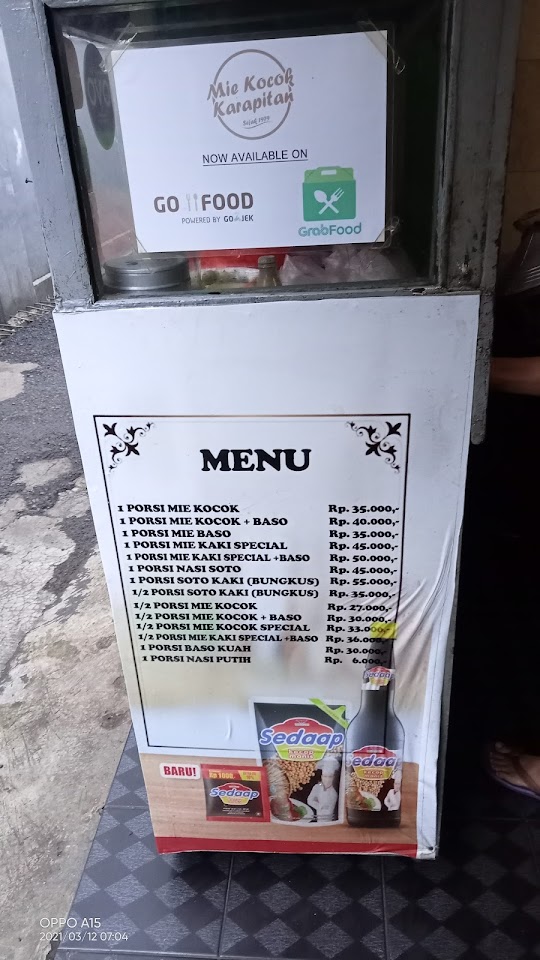 Mie Kocok
Karapitan
Sejak 1999
NOW AVAILABLE ON
GO FOOD
POWERED BY GOJEK
GrabFood
MENU
1 PORSI MIE KOCOK Rp. 35.000,-
1 PORSI MIE KOCOK + BASO Rp. 40.000,-
1 PORSI MIE BASO Rp. 35.000,-
1 PORSI MIE KAKI SPECIAL Rp. 45.000,-
1 PORSI MIE KAKI SPECIAL +BASO Rp. 50.000,-
1 PORSI NASI SOTO Rp. 45.000,-
1 PORSI SOTO KAKI (BUNGKUS) Rp. 55.000,-
1/2 PORSI SOTO KAKI (BUNGKUS) Rp. 35.000,-
1/2 PORSI MIE KOCOK Rp. 27.000,-
1/2 PORSI MIE KOCOK + BASO Rp. 30.000,-
1/2 PORSI MIE KOCOK SPECIAL Rp. 33.000,-
1/2 PORSI MIE KAKI SPECIAL +BASO Rp. 36.000,-
1 PORSI BASO KUAH Rp. 30.000,-
1 PORSI NASI PUTIH Rp. 6.000,-
BARU!
Rp 1000
Sedaap
Sedaap
KECAP
MANIS
Sedaap
OPPO A15
2021/03/12 07:04